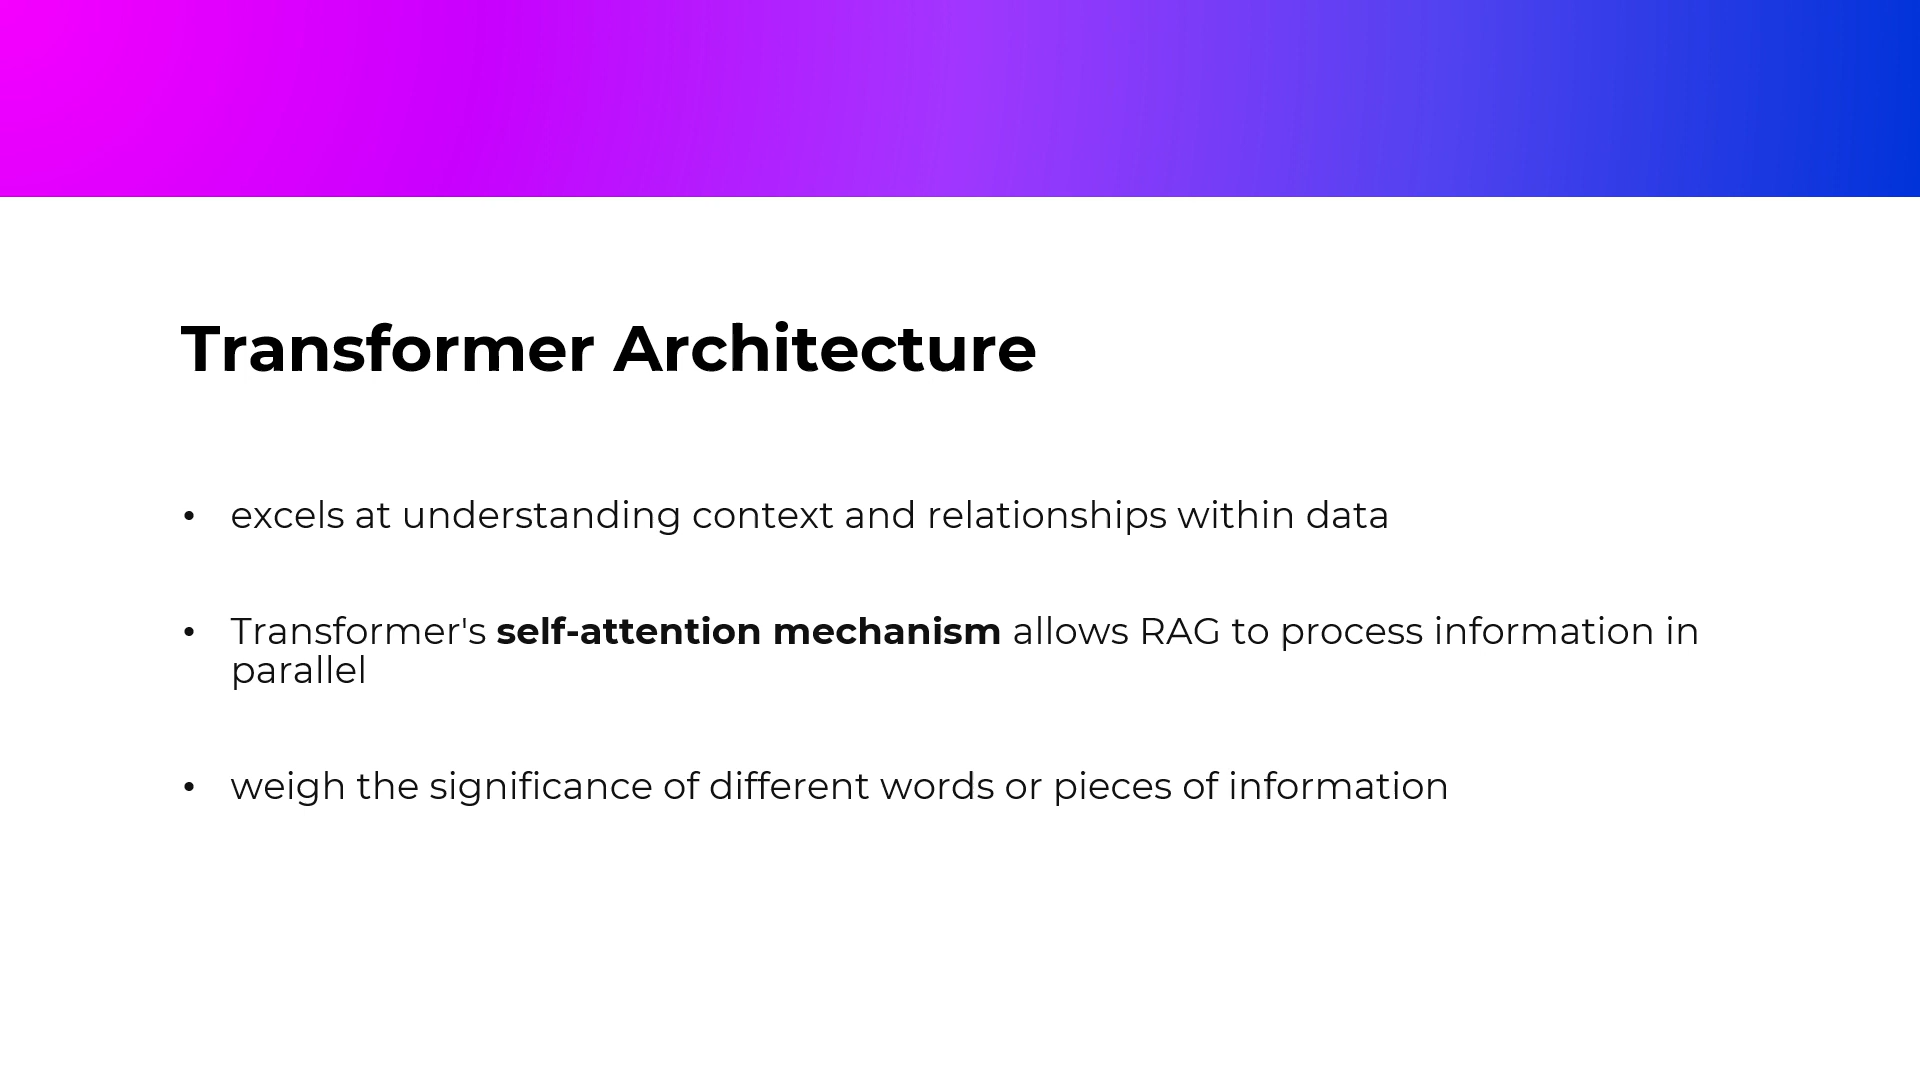 Transformer Architecture
• excels at understanding context and relationships within data
• Transformer's self-attention mechanism allows RAG to process information in
parallel
• weigh the significance of different words or pieces of information